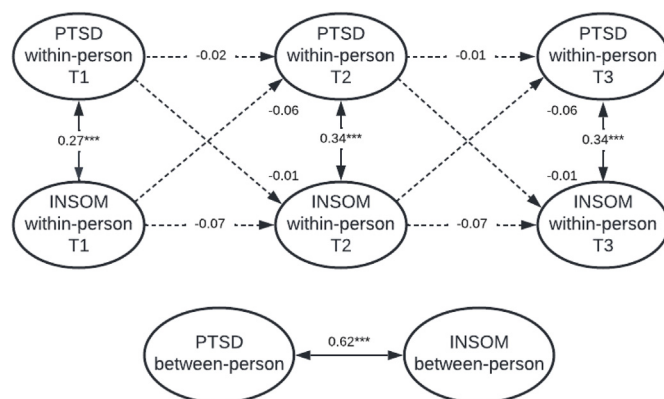 PTSD
within-person
T1
-0.02
PTSD
within-person
T2
-0.01
PTSD
within-person
T3
-0.06
-0.06
0.27***
0.34***
0.34***
-0.01
-0.01
INSOM
within-person
T1
-0.07
INSOM
within-person
T2
-0.07
INSOM
within-person
T3
PTSD
between-person
0.62***
INSOM
between-person